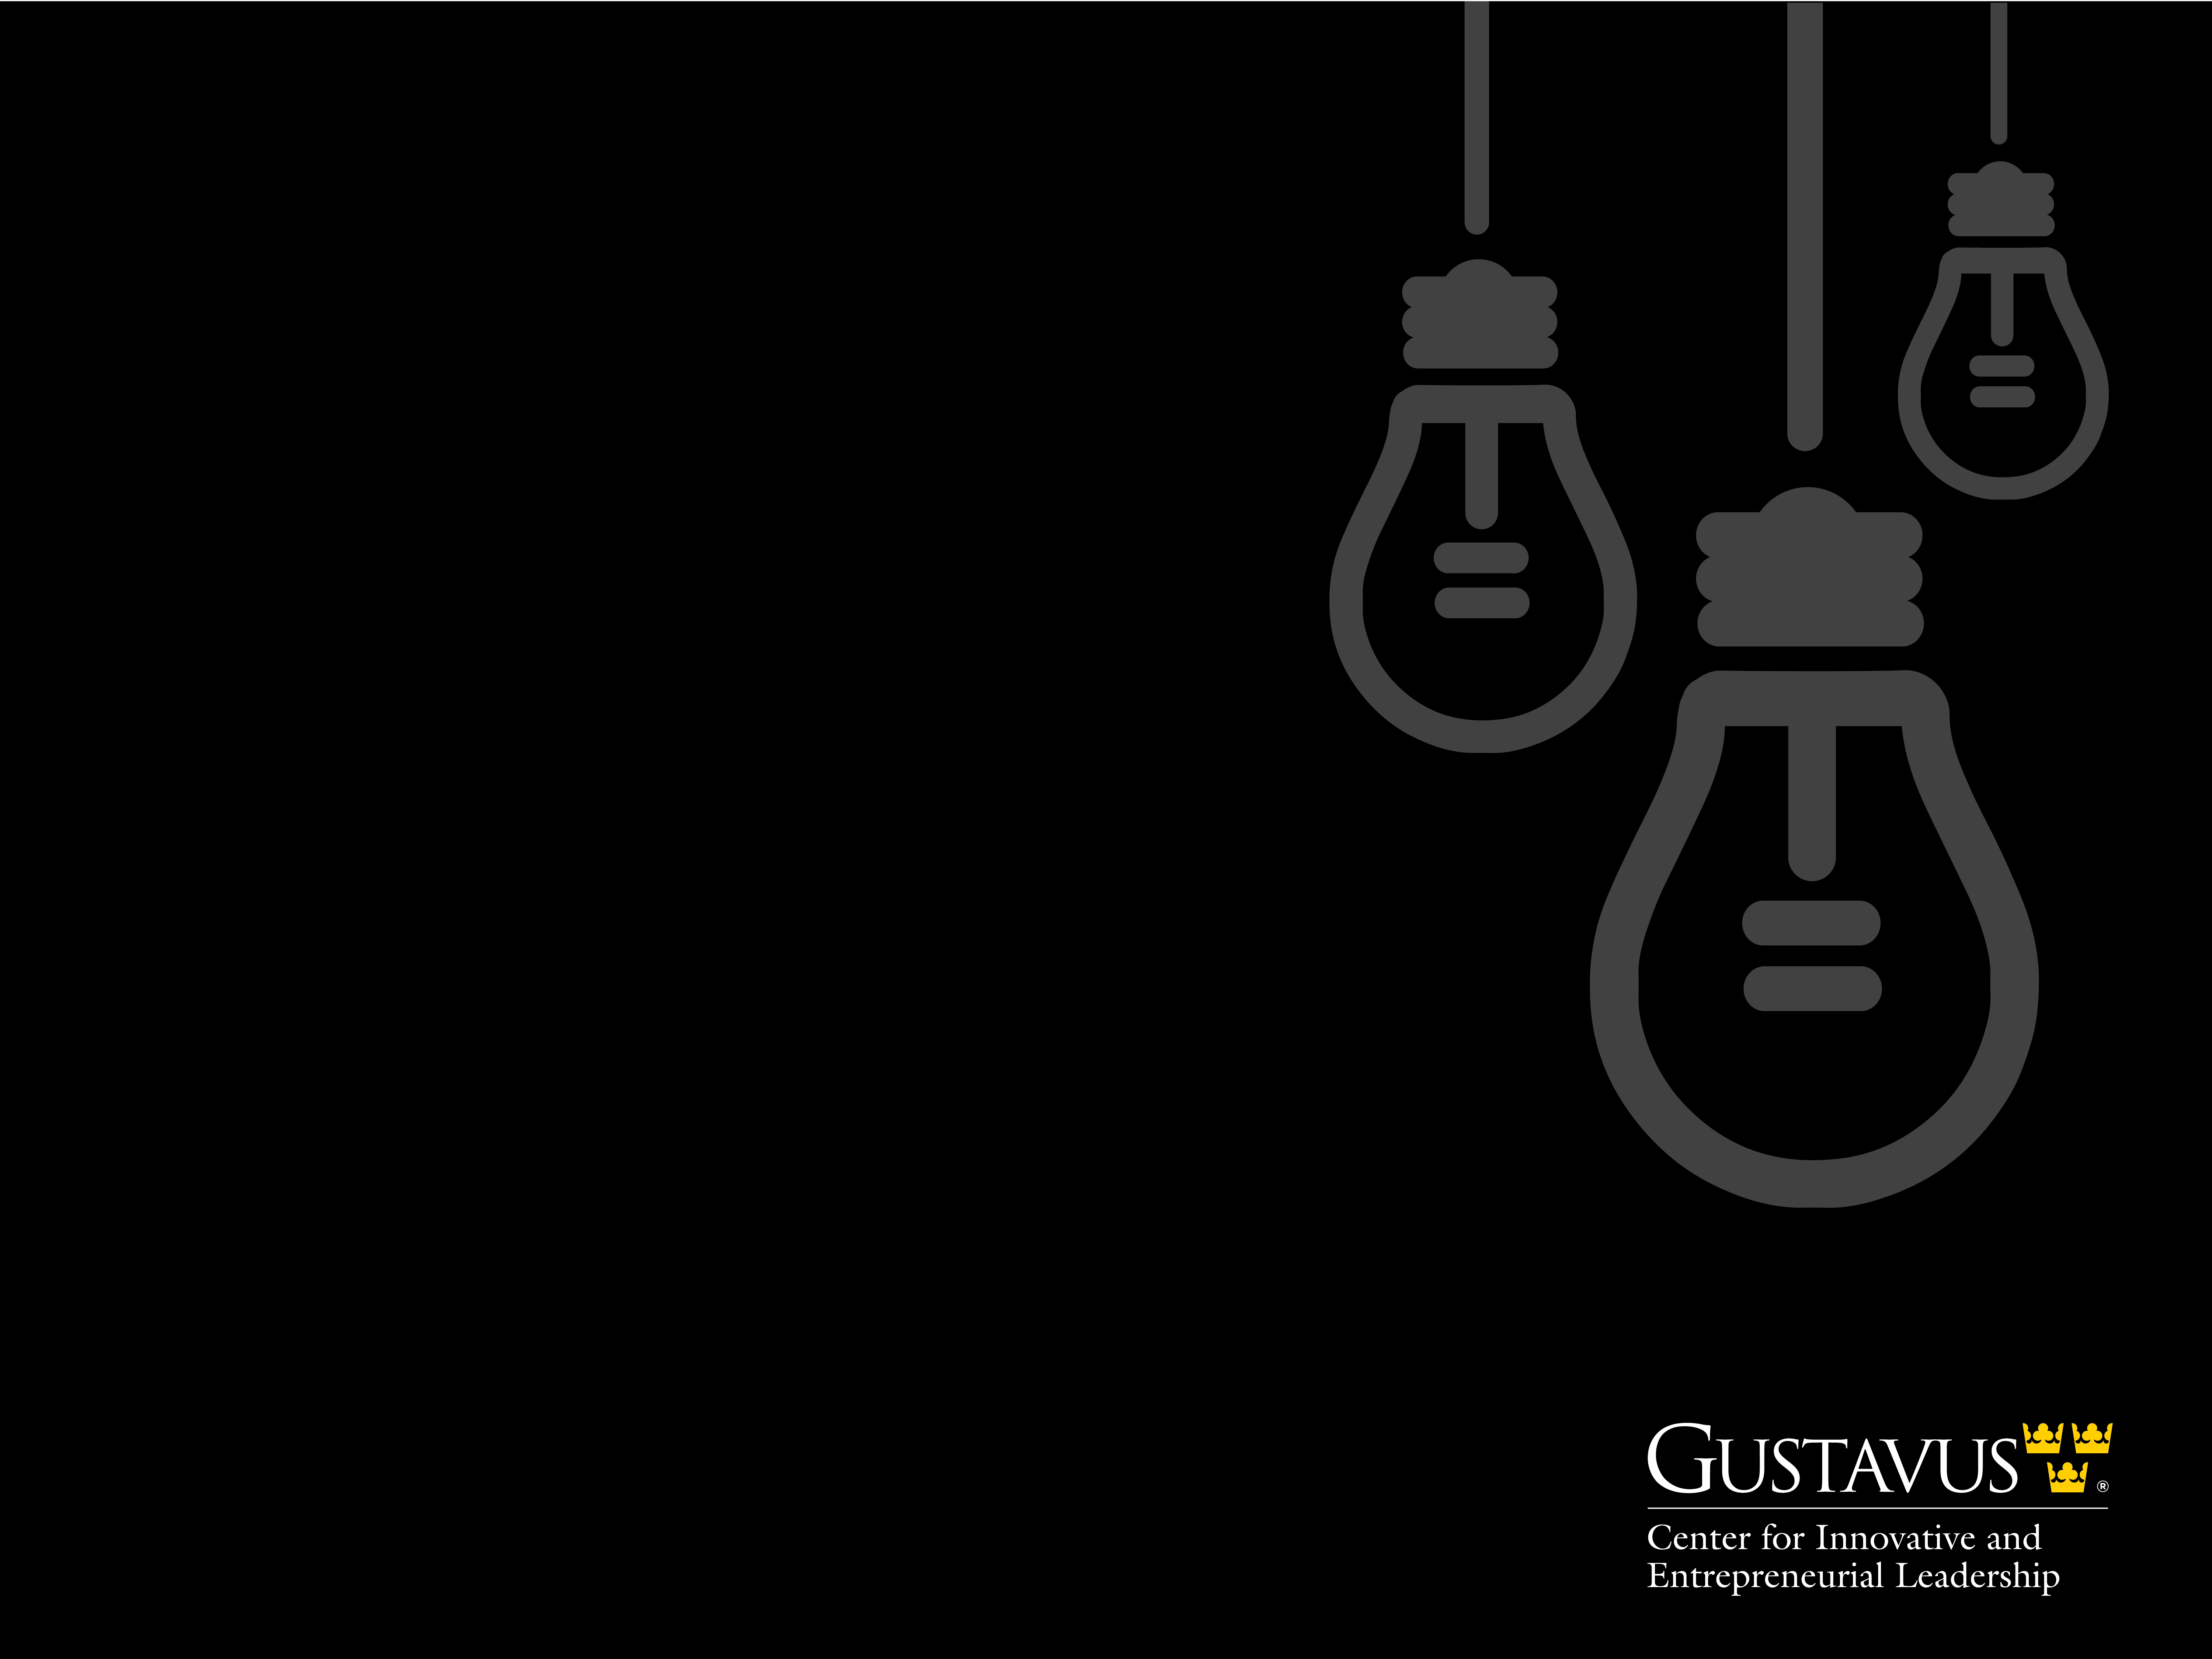 GUSTAVUS®
Center for Innovative and
Entrepreneurial Leadership